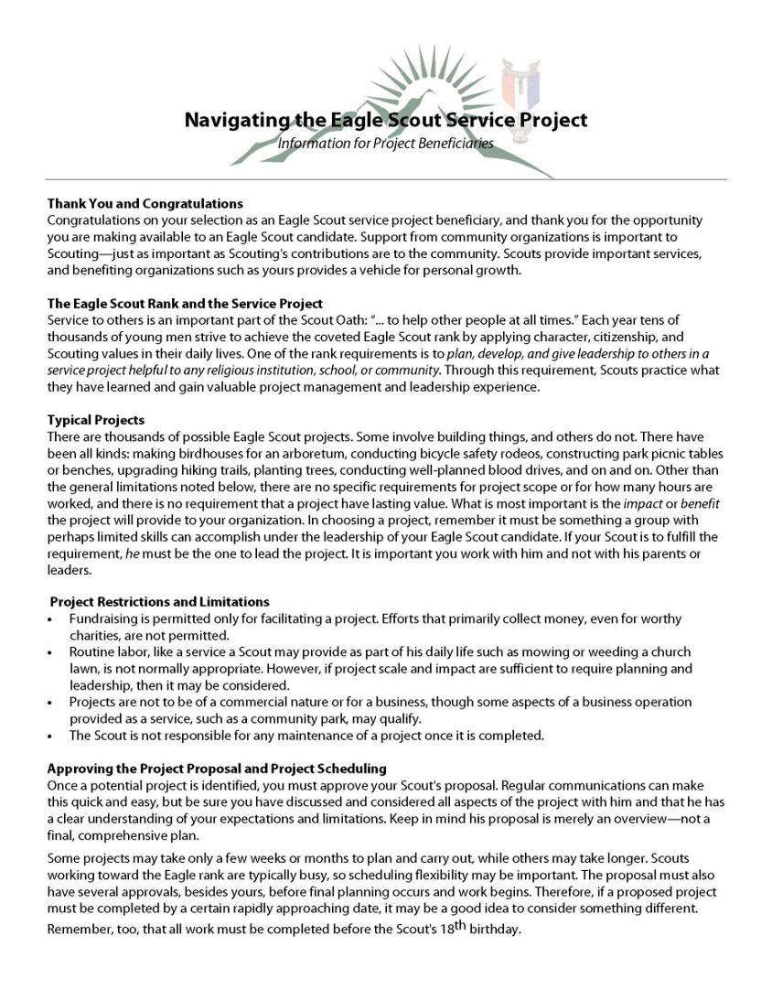 Navigating the Eagle Scout Service Project
Information for Project Beneficiaries
Thank You and Congratulations
Congratulations on your selection as an Eagle Scout service project beneficiary, and thank you for the opportunity
you are making available to an Eagle Scout candidate. Support from community organizations is important to
Scouting—just as important as Scouting's contributions are to the community. Scouts provide important services,
and benefiting organizations such as yours provides a vehicle for personal growth.
The Eagle Scout Rank and the Service Project
Service to others is an important part of the Scout Oath: “... to help other people at all times.” Each year tens of
thousands of young men strive to achieve the coveted Eagle Scout rank by applying character, citizenship, and
Scouting values in their daily lives. One of the rank requirements is to plan, develop, and give leadership to others in a
service project helpful to any religious institution, school, or community. Through this requirement, Scouts practice what
they have learned and gain valuable project management and leadership experience.
Typical Projects
There are thousands of possible Eagle Scout projects. Some involve building things, and others do not. There have
been all kinds: making birdhouses for an arboretum, conducting bicycle safety rodeos, constructing park picnic tables
or benches, upgrading hiking trails, planting trees, conducting well-planned blood drives, and on and on. Other than
the general limitations noted below, there are no specific requirements for project scope or for how many hours are
worked, and there is no requirement that a project have lasting value. What is most important is the impact or benefit
the project will provide to your organization. In choosing a project, remember it must be something a group with
perhaps limited skills can accomplish under the leadership of your Eagle Scout candidate. If your Scout is to fulfill the
requirement, he must be the one to lead the project. It is important you work with him and not with his parents or
leaders.
Project Restrictions and Limitations
• Fundraising is permitted only for facilitating a project. Efforts that primarily collect money, even for worthy
charities, are not permitted.
• Routine labor, like a service a Scout may provide as part of his daily life such as mowing or weeding a church
lawn, is not normally appropriate. However, if project scale and impact are sufficient to require planning and
leadership, then it may be considered.
• Projects are not to be of a commercial nature or for a business, though some aspects of a business operation
provided as a service, such as a community park, may qualify.
• The Scout is not responsible for any maintenance of a project once it is completed.
Approving the Project Proposal and Project Scheduling
Once a potential project is identified, you must approve your Scout's proposal. Regular communications can make
this quick and easy, but be sure you have discussed and considered all aspects of the project with him and that he has
a clear understanding of your expectations and limitations. Keep in mind his proposal is merely an overview—not a
final, comprehensive plan.
Some projects may take only a few weeks or months to plan and carry out, while others may take longer. Scouts
working toward the Eagle rank are typically busy, so scheduling flexibility may be important. The proposal must also
have several approvals, besides yours, before final planning occurs and work begins. Therefore, if a proposed project
must be completed by a certain rapidly approaching date, it may be a good idea to consider something different.
Remember, too, that all work must be completed before the Scout's 18th birthday.